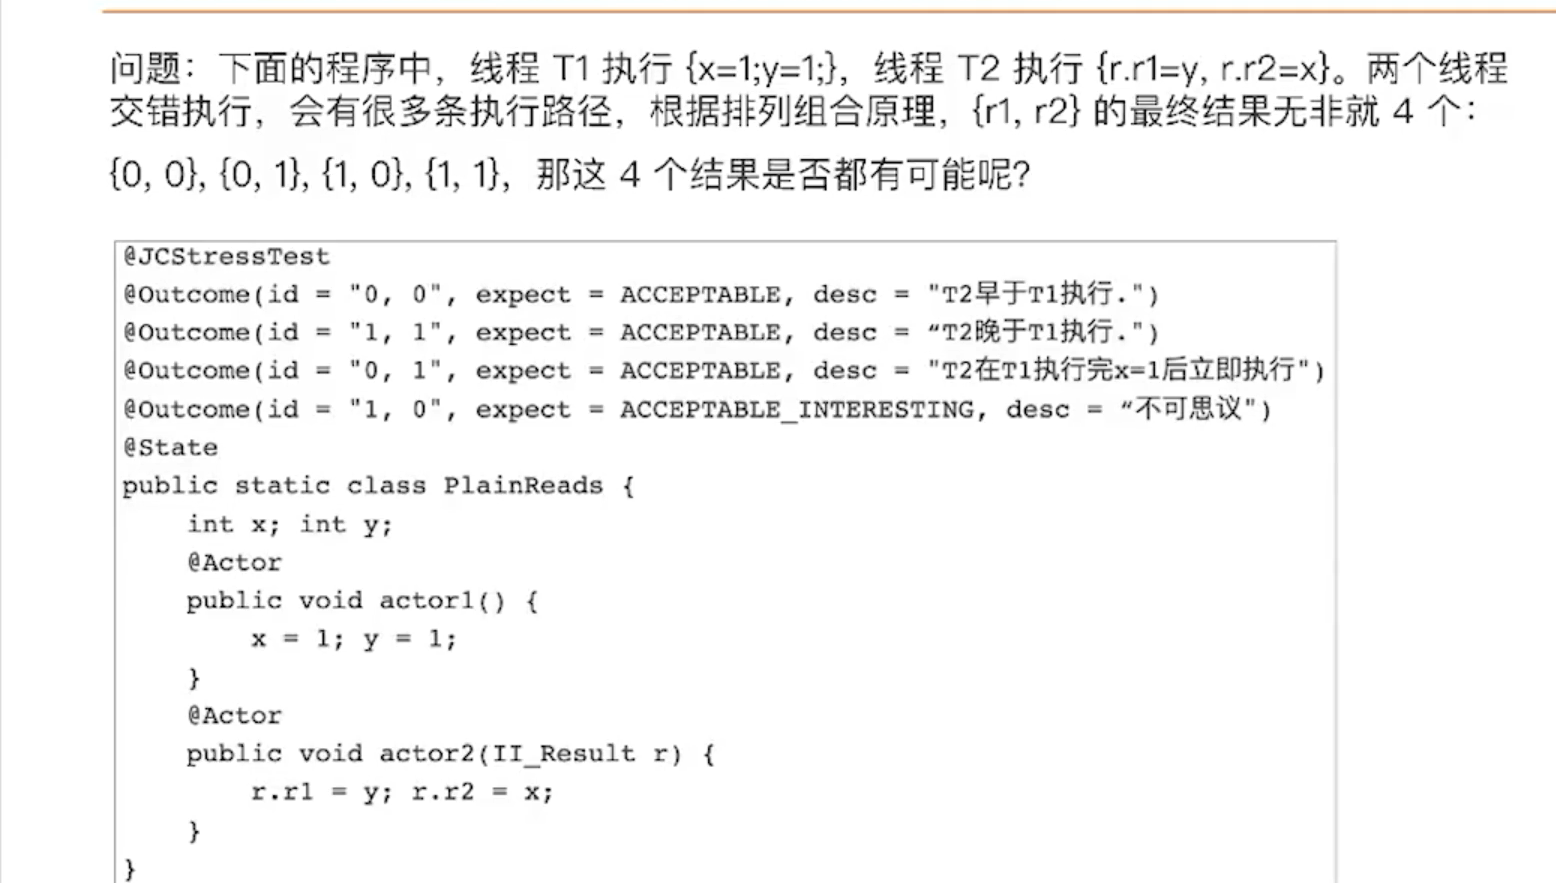 问题：下面的程序中，线程 T1 执行 {x=1;y=1;}，线程 T2 执行 {r.r1=y, r.r2=x}。两个线程
交错执行，会有很多条执行路径，根据排列组合原理，{r1, r2} 的最终结果无非就 4 个：
{0, 0}, {0, 1}, {1, 0}, {1, 1}，那这 4 个结果是否都有可能呢？
@JCStressTest
@Outcome(id = "0, 0", expect = ACCEPTABLE, desc = "T2早于T1执行.")
@Outcome(id = "1, 1", expect = ACCEPTABLE, desc = “T2晚于T1执行.")
@Outcome(id = "0, 1", expect = ACCEPTABLE, desc = "T2在T1执行完x=1后立即执行")
@Outcome(id = "1, 0", expect = ACCEPTABLE_INTERESTING, desc = “不可思议")
@State
public static class PlainReads {
    int x; int y;
    @Actor
    public void actor1() {
        x = 1; y = 1;
    }
    @Actor
    public void actor2(II_Result r) {
        r.r1 = y; r.r2 = x;
    }
}